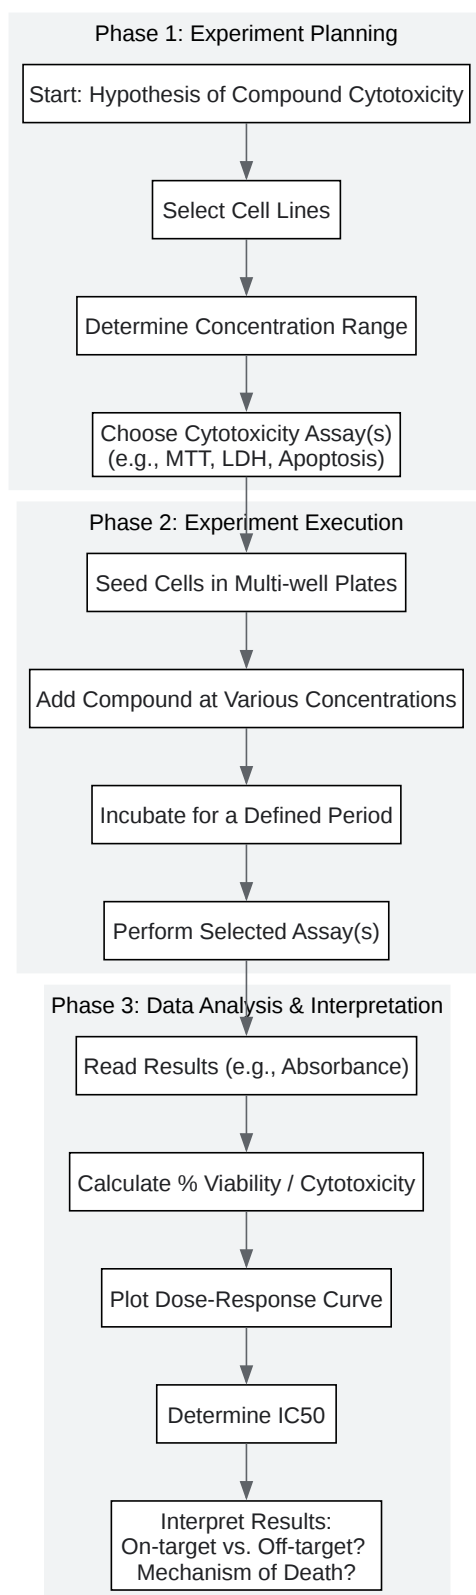 Phase 1: Experiment Planning
Start: Hypothesis of Compound Cytotoxicity
Select Cell Lines
Determine Concentration Range
Choose Cytotoxicity Assay(s)
(e.g., MTT, LDH, Apoptosis)
Phase 2: Experiment Execution
Seed Cells in Multi-well Plates
Add Compound at Various Concentrations
Incubate for a Defined Period
Perform Selected Assay(s)
Phase 3: Data Analysis & Interpretation
Read Results (e.g., Absorbance)
Calculate % Viability / Cytotoxicity
Plot Dose-Response Curve
Determine IC50
Interpret Results:
On-target vs. Off-target?
Mechanism of Death?